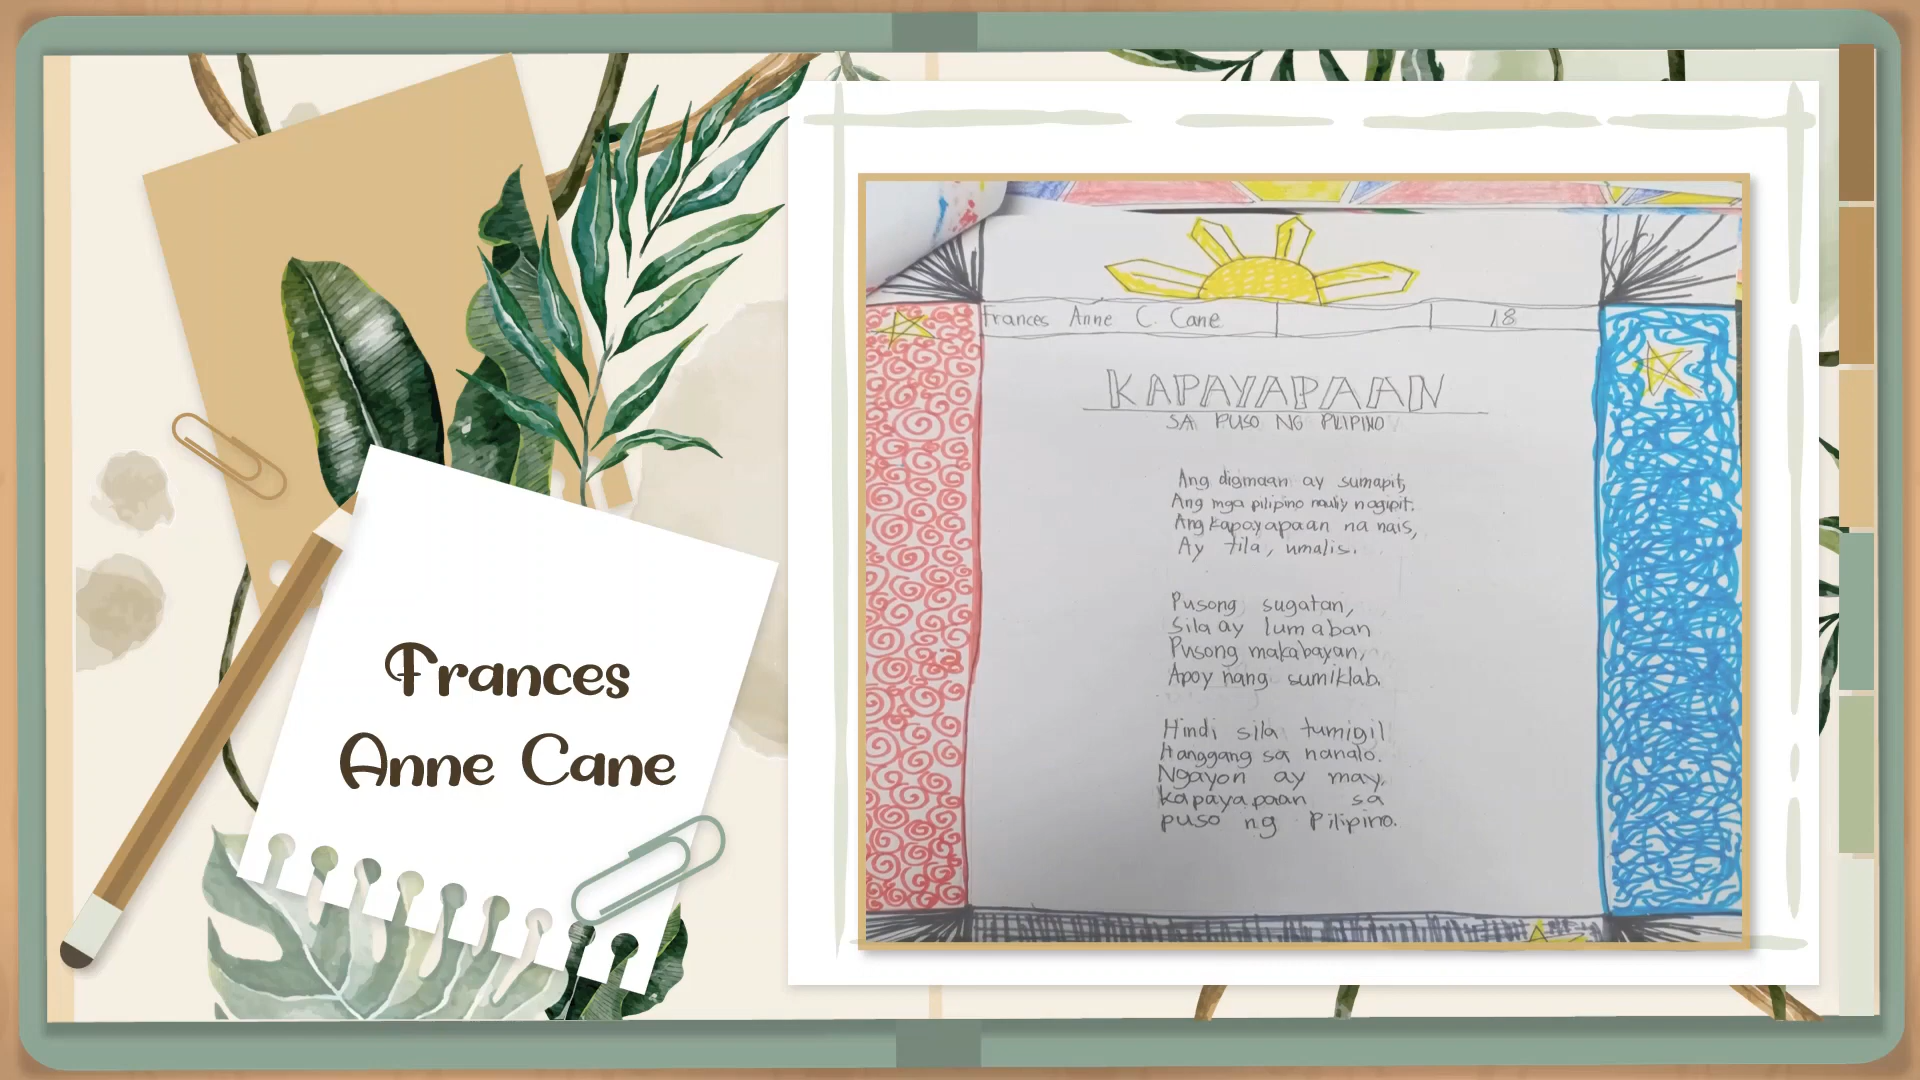 Frances
Anne Cane
Frances Anne C. Cane
18
KAPAYAPAAN
SA PUSO NG PILIPINO
Ang digmaan ay sumapit,
Ang mga pilipino nagipit.
Ang kapayapaan na nais,
Ay tila, umalis.
Pusong sugatan,
Sila ay lumaban
Pusong makabayan,
Apoy nang sumiklab.
Hindi sila tumigil
Hanggang sa nanalo.
Ngayon ay may,
kapayapaan sa
puso ng Pilipino.